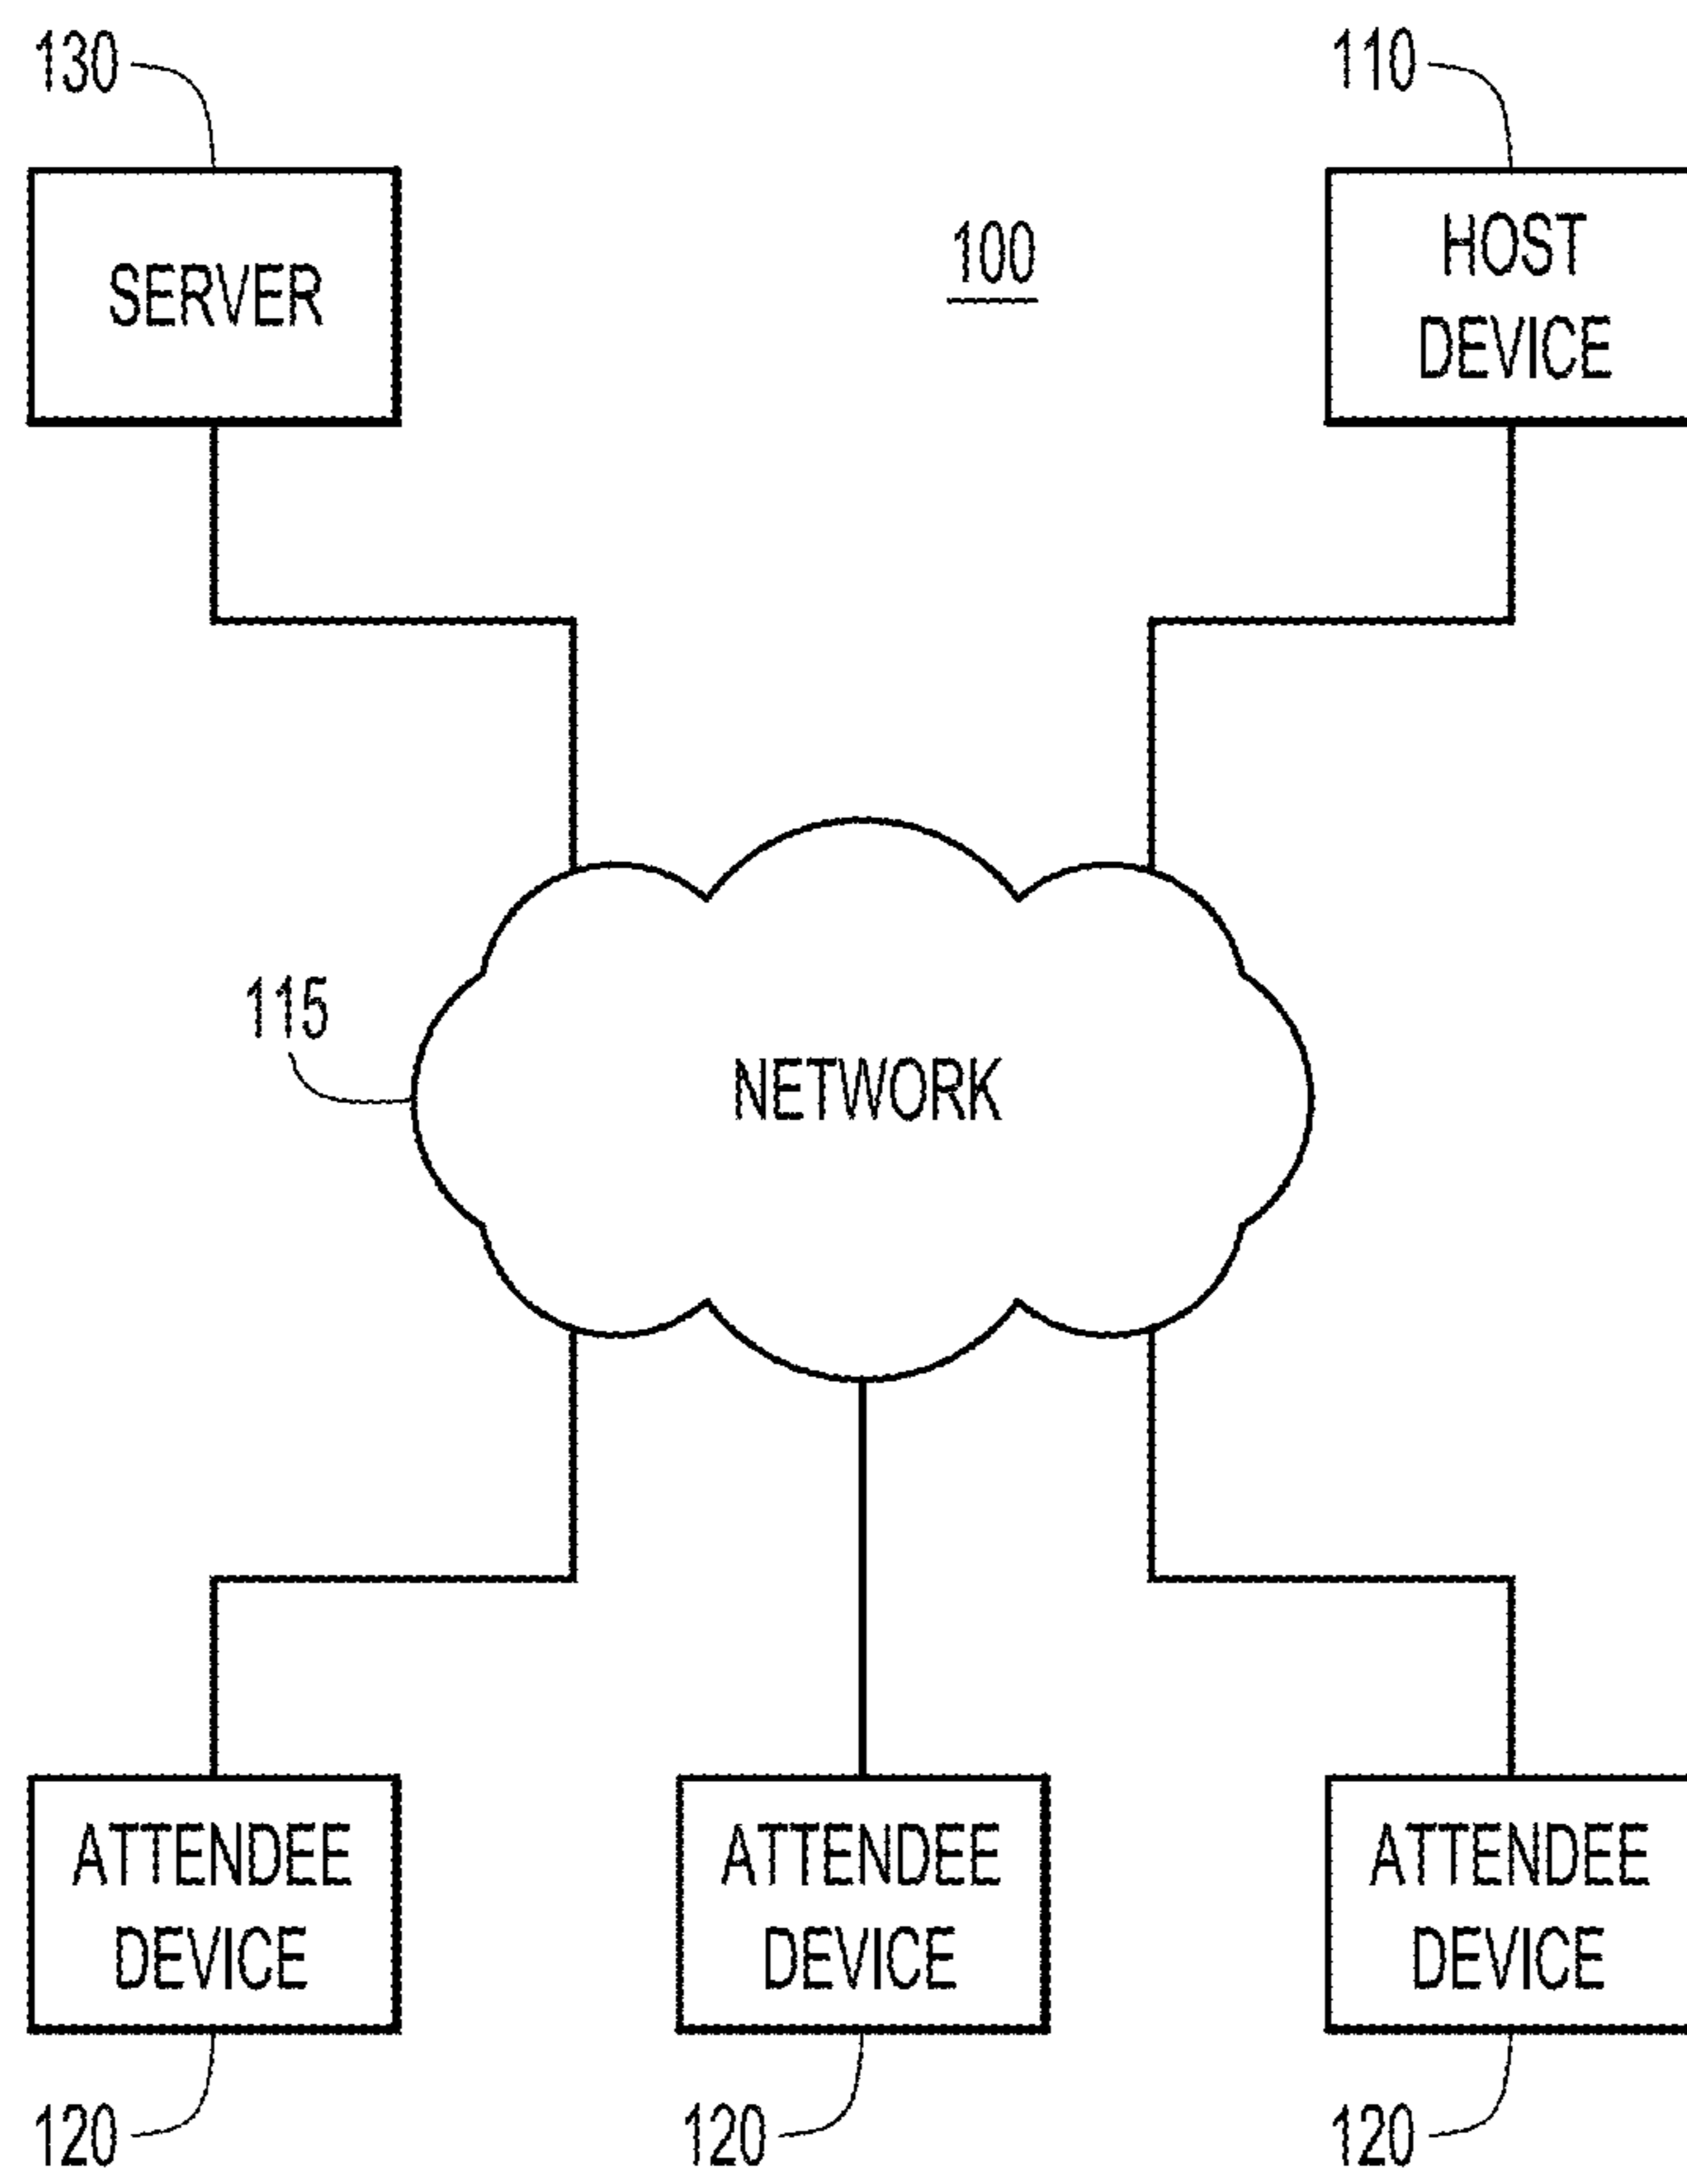 130
110
SERVER
100
HOST
DEVICE
115
NETWORK
ATTENDEE
DEVICE
ATTENDEE
DEVICE
ATTENDEE
DEVICE
120
120
120